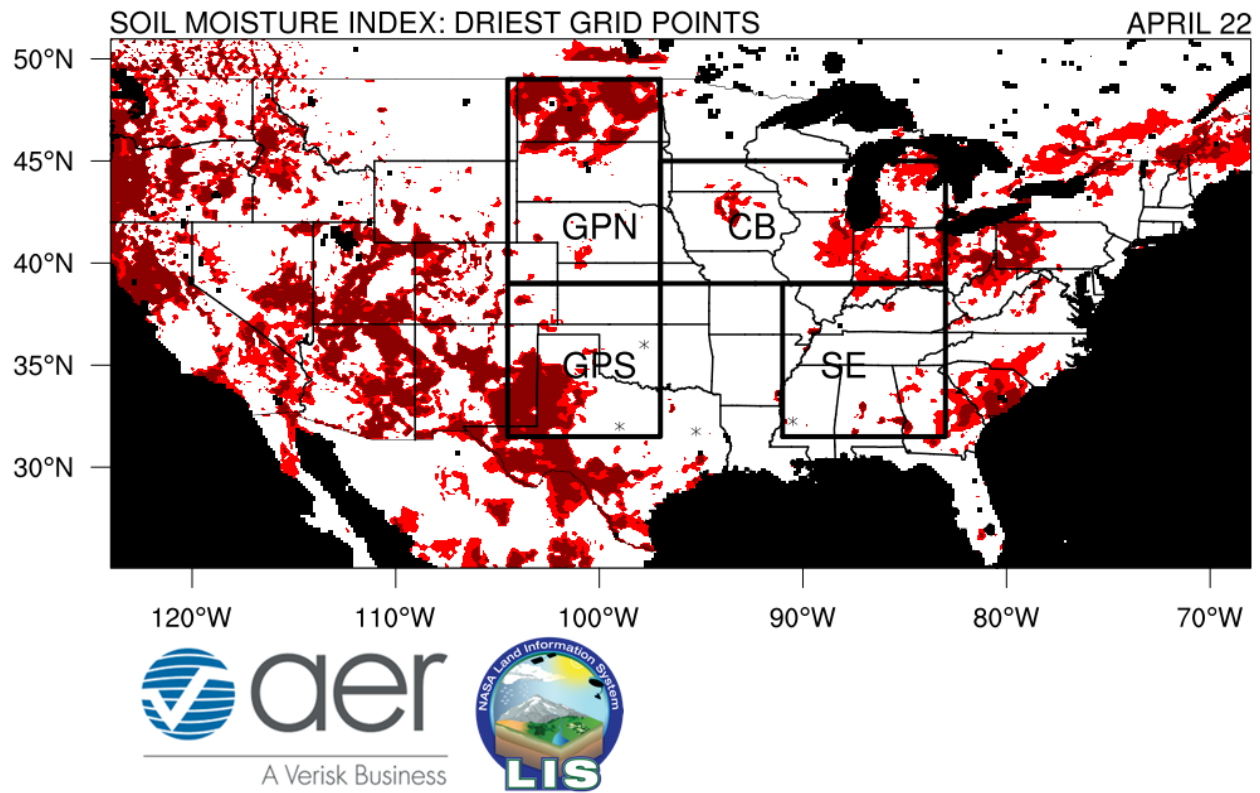 SOIL MOISTURE INDEX: DRIEST GRID POINTS APRIL 22
50°N
45°N
40°N
35°N
30°N
GPN
CB
GPS
SE
120°W 110°W 100°W 90°W 80°W 70°W
aer
A Verisk Business
NASA Land Information System
LIS